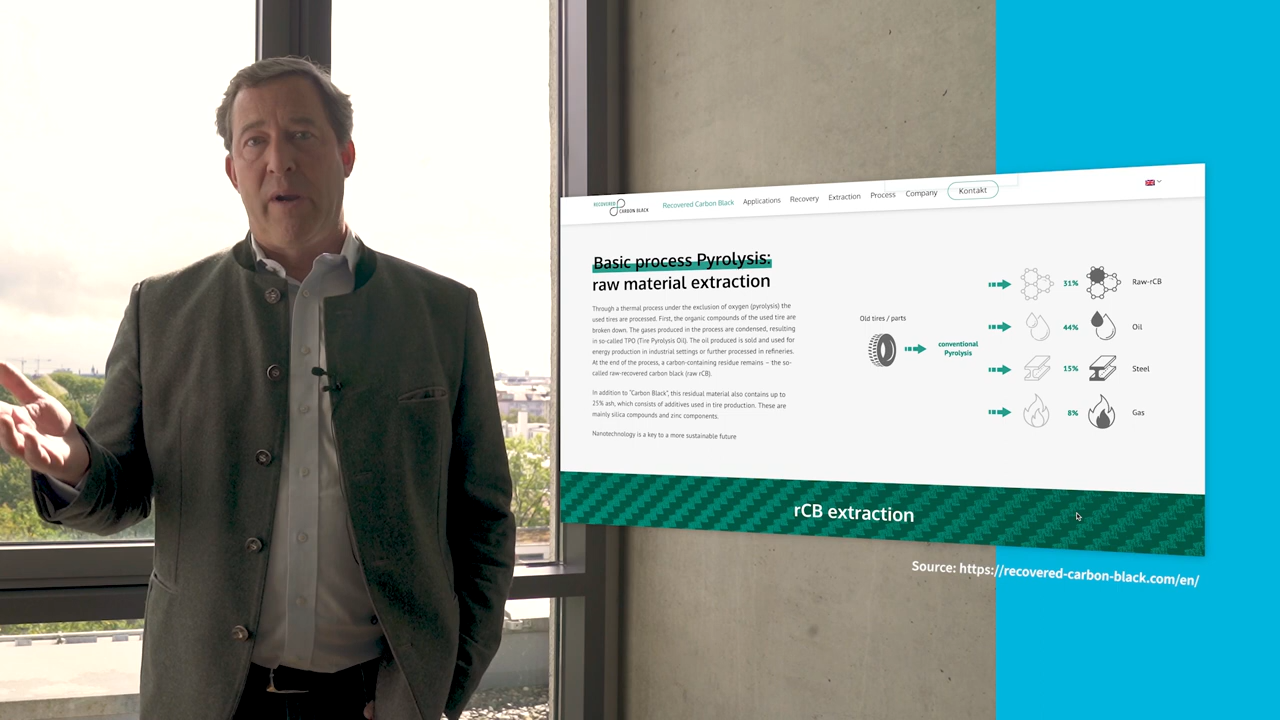 RECOVERED
CARBON BLACK
Recovered Carbon Black
Applications
Recovery
Extraction
Process
Company
Kontakt
Basic process Pyrolysis:
raw material extraction
Through a thermal process under the exclusion of oxygen (pyrolysis) the
used tires are processed. First, the organic compounds of the used tire are
broken down. The gases produced in the process are condensed, resulting
in so-called TPO (Tire Pyrolysis Oil). The oil produced is sold and used for
energy production in industrial settings or further processed in refineries.
At the end of the process, a carbon-containing residue remains – the so-
called raw-recovered carbon black (raw rCB).
In addition to "Carbon Black", this residual material also contains up to
25% ash, which consists of additives used in tire production. These are
mainly silica compounds and zinc components.
Nanotechnology is a key to a more sustainable future
Old tires / parts
conventional
Pyrolysis
31%
Raw-rCB
44%
Oil
15%
Steel
8%
Gas
rCB extraction
Source: https://recovered-carbon-black.com/en/